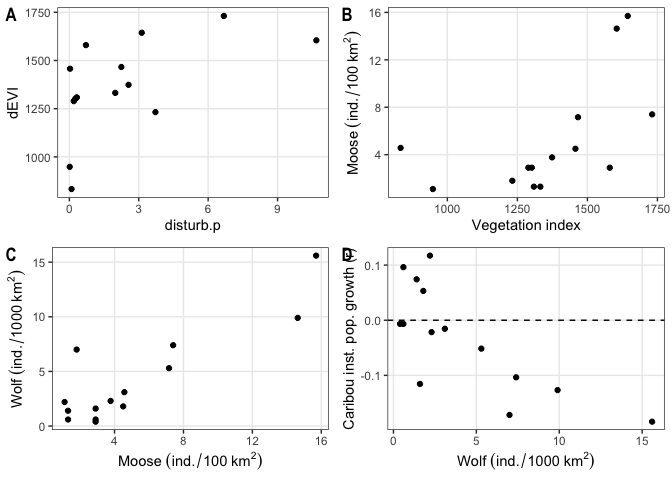 A
1750
1500
1250
1000
dEVI
0
3
6
9
disturb.p
B
16
12
8
4
Moose (ind./100 km²)
1000
1250
1500
1750
Vegetation index
C
15
10
5
0
Wolf (ind./1000 km²)
4
8
12
16
Moose (ind./100 km²)
D
0.1
0.0
-0.1
Caribou inst. pop. growth (r)
0
5
10
15
Wolf (ind./1000 km²)